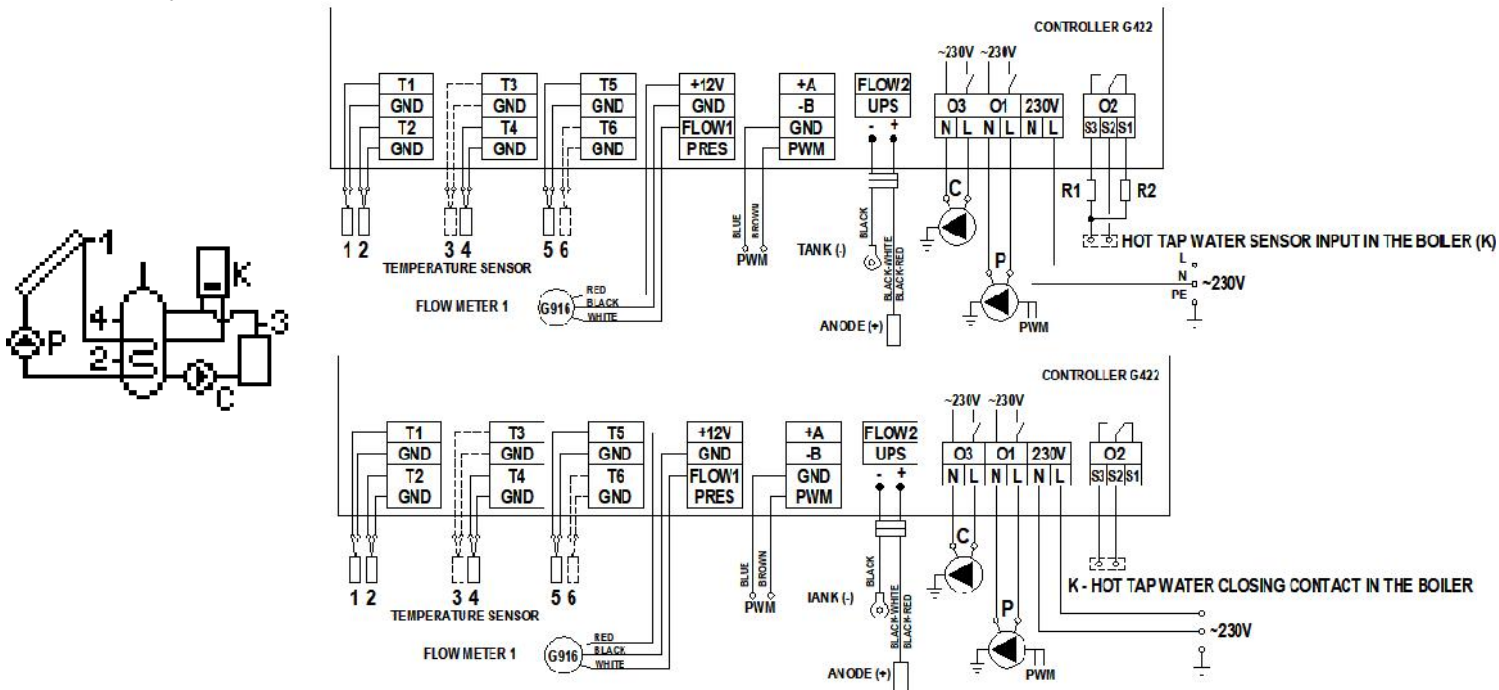 CONTROLLER G422
~230V ~230V
T1 T3 T5 +12V +A FLOW2
GND GND GND GND -B UPS O3 O1 230V O2
T2 T4 T6 FLOW1 GND - + N L N L N L S3 S2 S1
GND GND GND PRES PWM
C R1 R2
1 2 3 4 5 6
BLUE
BROWN
PWM
BLACK
BLACK-WHITE
BLACK-RED
TANK (-)
HOT TAP WATER SENSOR INPUT IN THE BOILER (K)
TEMPERATURE SENSOR
L
N
PE
~230V
P
PWM
FLOW METER 1
G916
RED
BLACK
WHITE
ANODE (+)
1
K
4
3
P
2
C
CONTROLLER G422
~230V ~230V
T1 T3 T5 +12V +A FLOW2
GND GND GND GND -B UPS O3 O1 230V O2
T2 T4 T6 FLOW1 GND - + N L N L N L S3 S2 S1
GND GND GND PRES PWM
C
1 2 3 4 5 6
BLUE
BROWN
PWM
BLACK
BLACK-WHITE
BLACK-RED
IANK (-)
K - HOT TAP WATER CLOSING CONTACT IN THE BOILER
TEMPERATURE SENSOR
P
~230V
PWM
FLOW METER 1
G916
RED
BLACK
WHITE
ANODE (+)